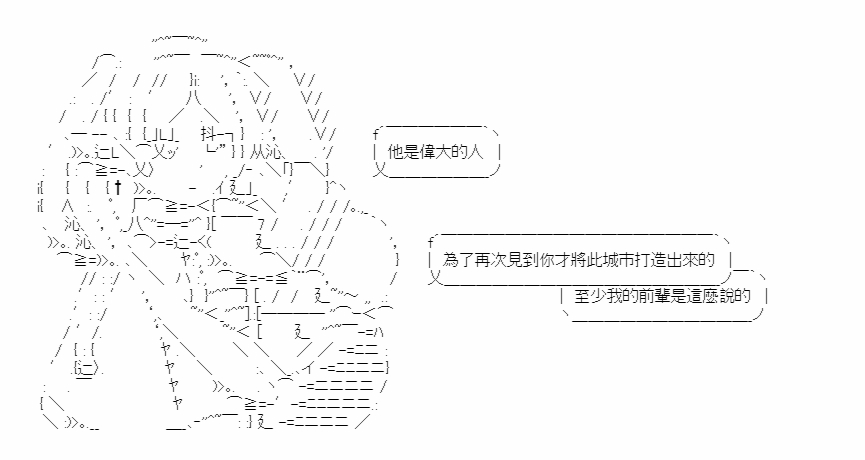 他是偉大的人
為了再次見到你才將此城市打造出來的
至少我的前輩是這麼說的